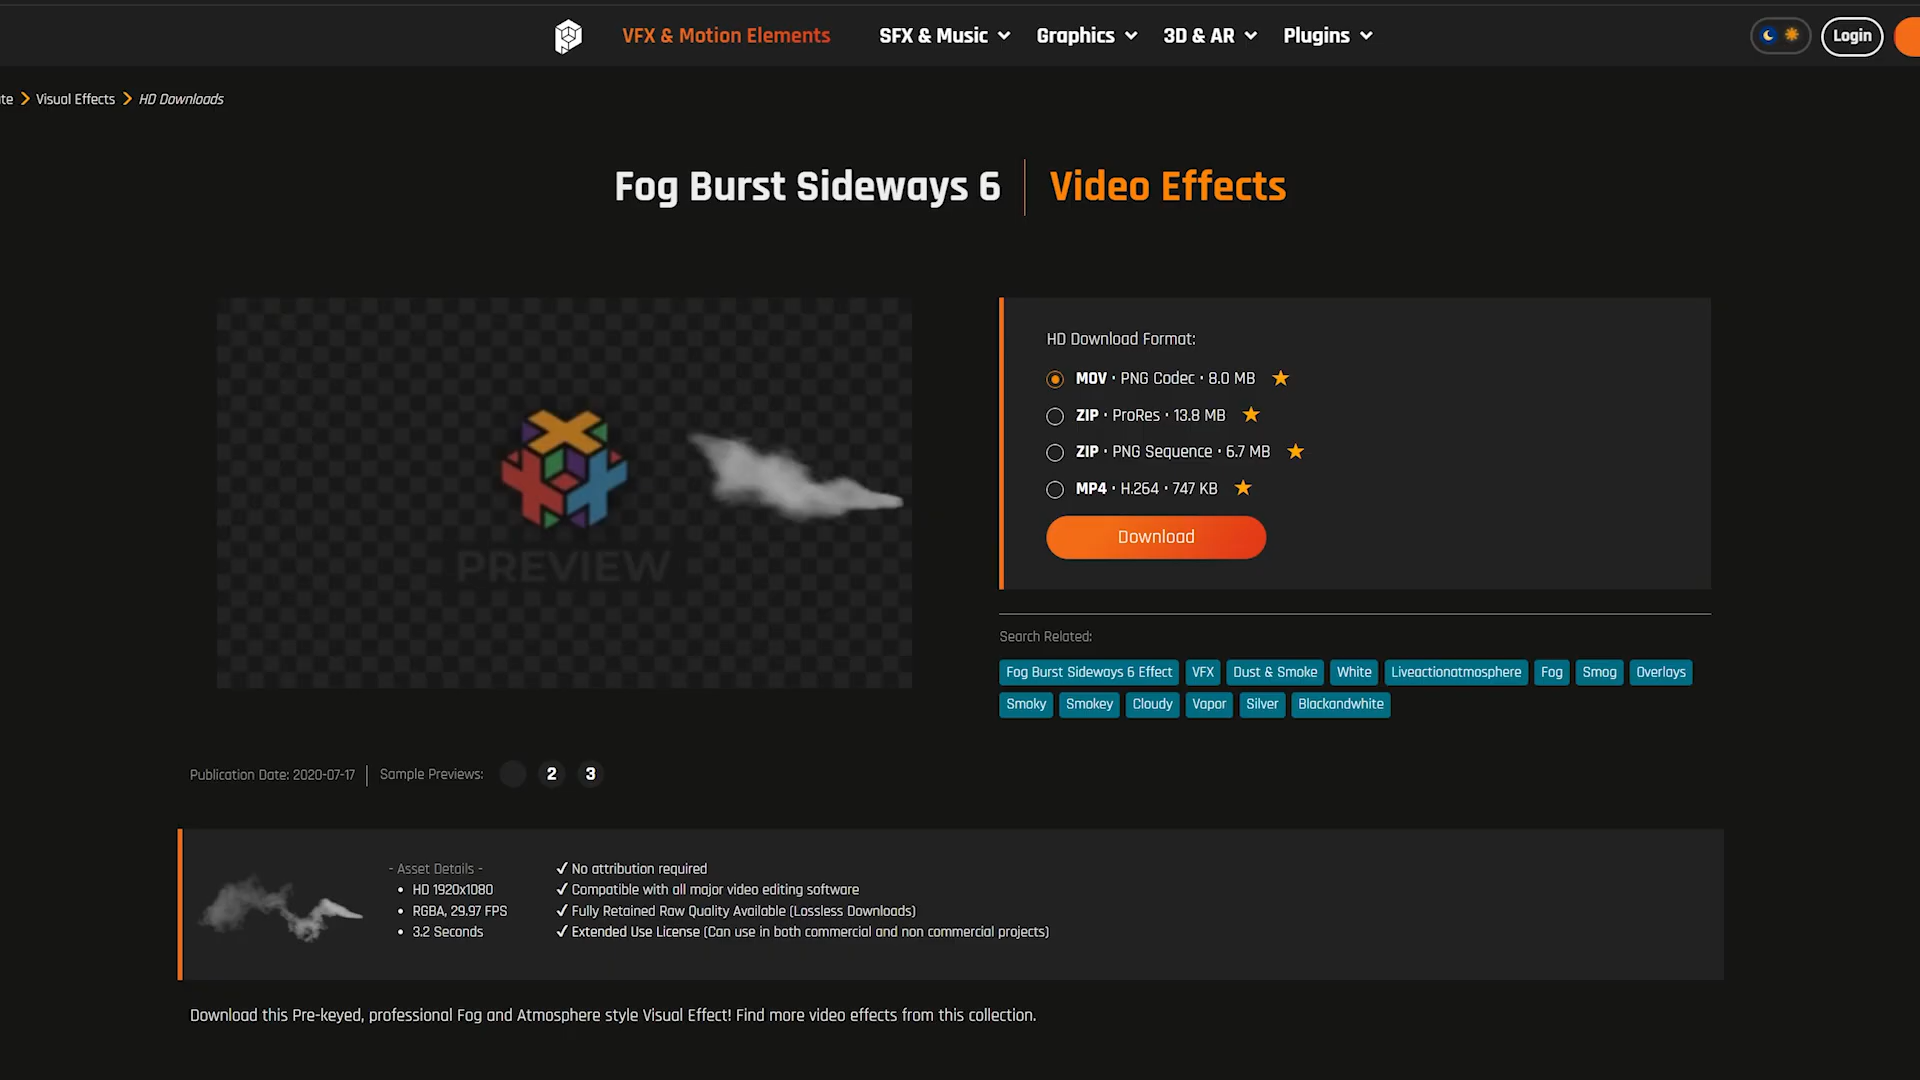 VFX & Motion Elements SFX & Music Graphics 3D & AR Plugins Login
te Visual Effects HD Downloads
Fog Burst Sideways 6 Video Effects
PREVIEW
HD Download Format:
MOV · PNG Codec · 8.0 MB
ZIP · ProRes · 13.8 MB
ZIP · PNG Sequence · 6.7 MB
MP4 · H.264 · 747 KB
Download
Search Related:
Fog Burst Sideways 6 Effect VFX Dust & Smoke White Liveactionatmosphere Fog Smog Overlays
Smoky Smokey Cloudy Vapor Silver Blackandwhite
Publication Date: 2020-07-17 Sample Previews: 2 3
- Asset Details -
• HD 1920x1080
• RGBA, 29.97 FPS
• 3.2 Seconds
✓ No attribution required
✓ Compatible with all major video editing software
✓ Fully Retained Raw Quality Available (Lossless Downloads)
✓ Extended Use License (Can use in both commercial and non commercial projects)
Download this Pre-keyed, professional Fog and Atmosphere style Visual Effect! Find more video effects from this collection.